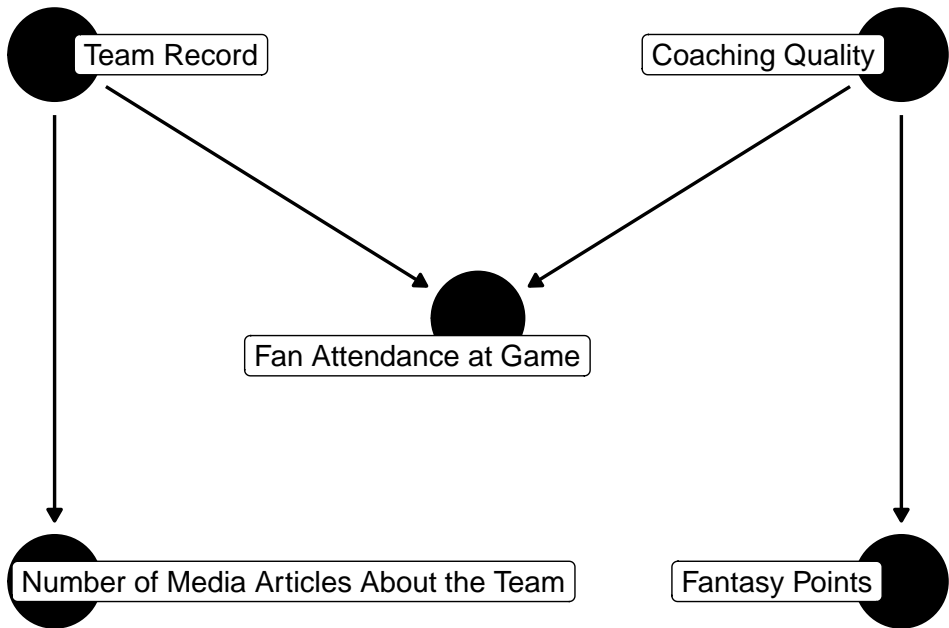 Team Record
Coaching Quality
Fan Attendance at Game
Number of Media Articles About the Team
Fantasy Points